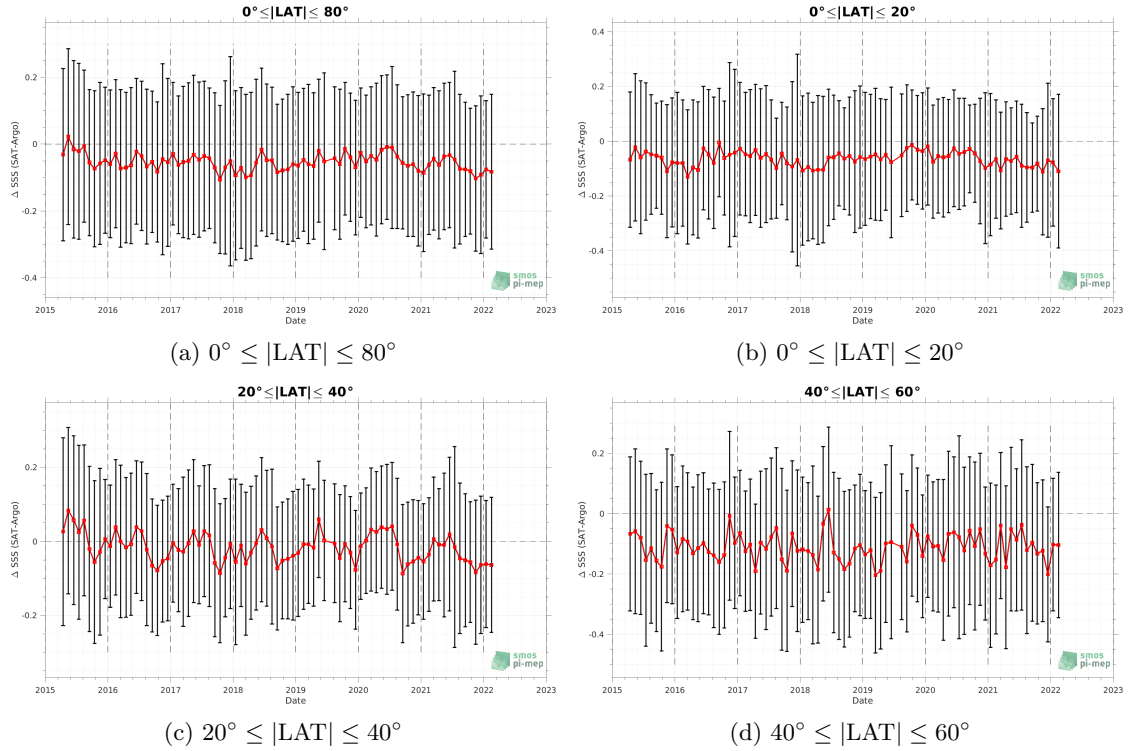 0°≤|LAT|≤ 80°
Δ SSS (SAT-Argo)
0.2
0
-0.2
-0.4
2015 2016 2017 2018 2019 2020 2021 2022 2023
Date
smos
pi-mep
(a) 0° ≤ |LAT| ≤ 80°
0°≤|LAT|≤ 20°
Δ SSS (SAT-Argo)
0.4
0.2
0
-0.2
-0.4
2015 2016 2017 2018 2019 2020 2021 2022 2023
Date
smos
pi-mep
(b) 0° ≤ |LAT| ≤ 20°
20°≤|LAT|≤ 40°
Δ SSS (SAT-Argo)
0.2
0
-0.2
2015 2016 2017 2018 2019 2020 2021 2022 2023
Date
smos
pi-mep
(c) 20° ≤ |LAT| ≤ 40°
40°≤|LAT|≤ 60°
Δ SSS (SAT-Argo)
0.2
0
-0.2
-0.4
2015 2016 2017 2018 2019 2020 2021 2022 2023
Date
smos
pi-mep
(d) 40° ≤ |LAT| ≤ 60°